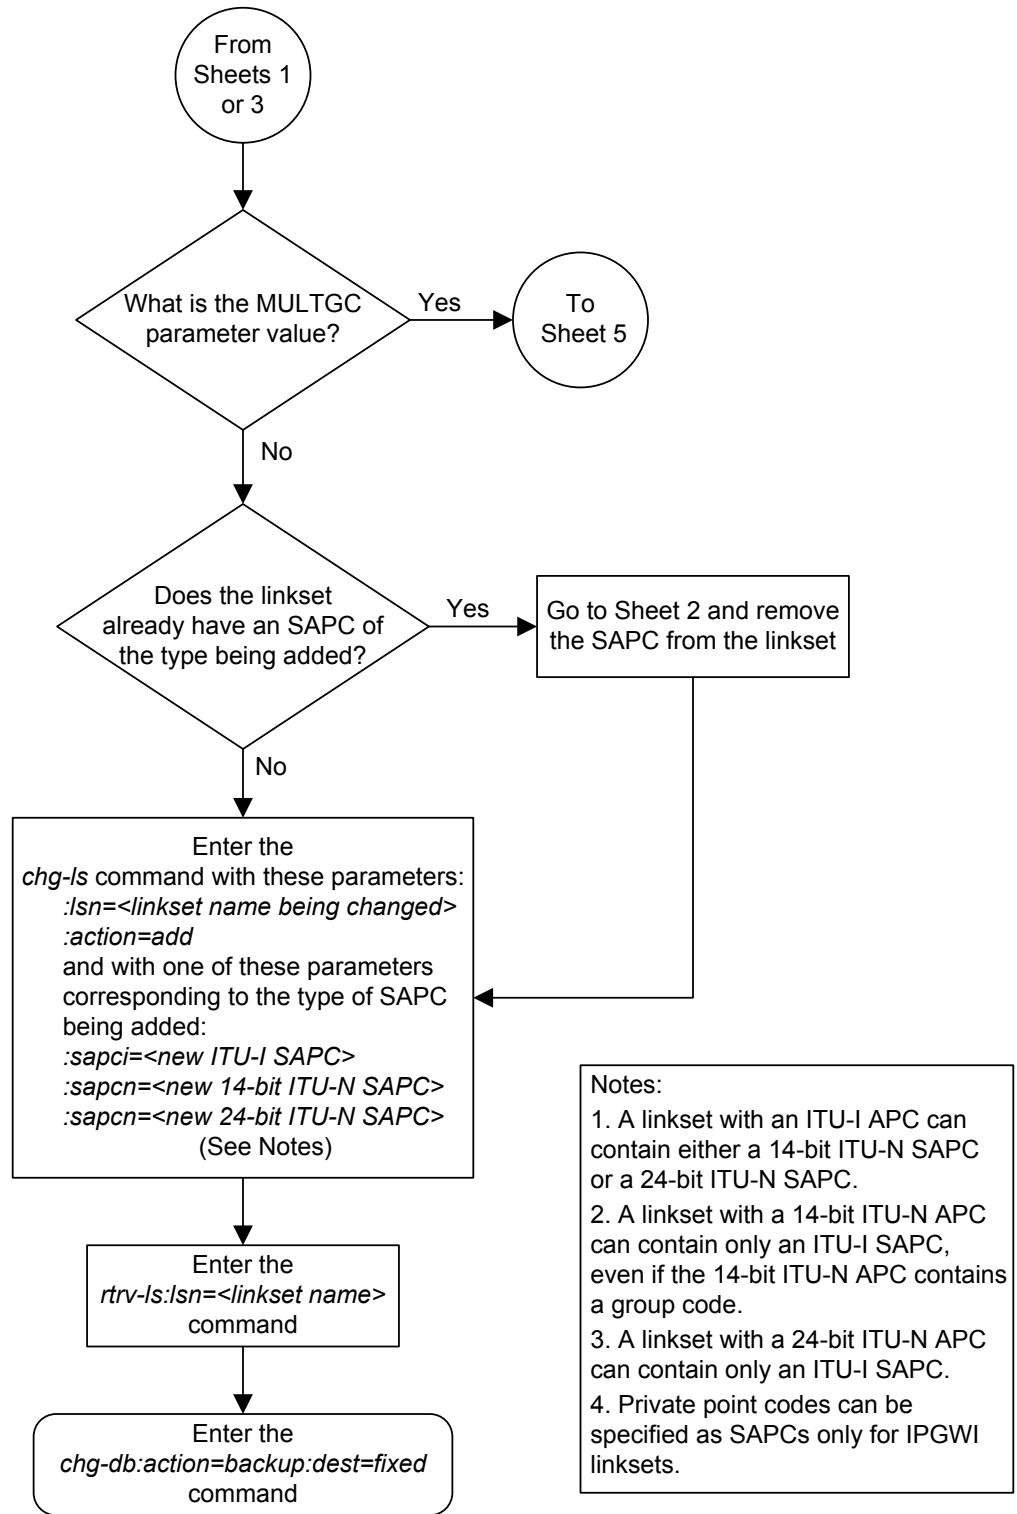 From
Sheets 1
or 3
What is the MULTGC
parameter value?
Yes
To
Sheet 5
No
Does the linkset
already have an SAPC of
the type being added?
Yes
Go to Sheet 2 and remove
the SAPC from the linkset
No
Enter the
chg-ls command with these parameters:
:lsn=<linkset name being changed>
:action=add
and with one of these parameters
corresponding to the type of SAPC
being added:
:sapci=<new ITU-I SAPC>
:sapcn=<new 14-bit ITU-N SAPC>
:sapcn=<new 24-bit ITU-N SAPC>
(See Notes)
Enter the
rtrv-ls:lsn=<linkset name>
command
Enter the
chg-db:action=backup:dest=fixed
command
Notes:
1. A linkset with an ITU-I APC can
contain either a 14-bit ITU-N SAPC
or a 24-bit ITU-N SAPC.
2. A linkset with a 14-bit ITU-N APC
can contain only an ITU-I SAPC,
even if the 14-bit ITU-N APC contains
a group code.
3. A linkset with a 24-bit ITU-N APC
can contain only an ITU-I SAPC.
4. Private point codes can be
specified as SAPCs only for IPGWI
linksets.